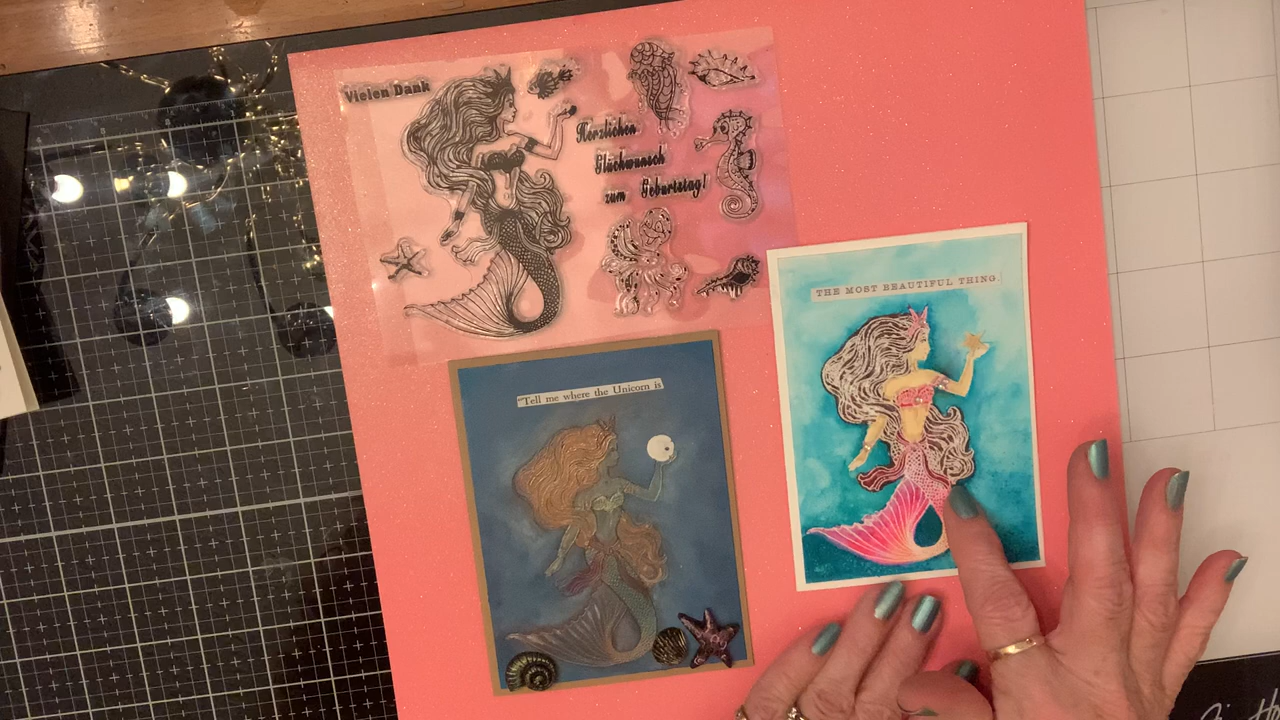 Vielen Dank
Herzlichen
Glückwunsch
zum Geburtstag!
THE MOST BEAUTIFUL THING.
"Tell me where the Unicorn is